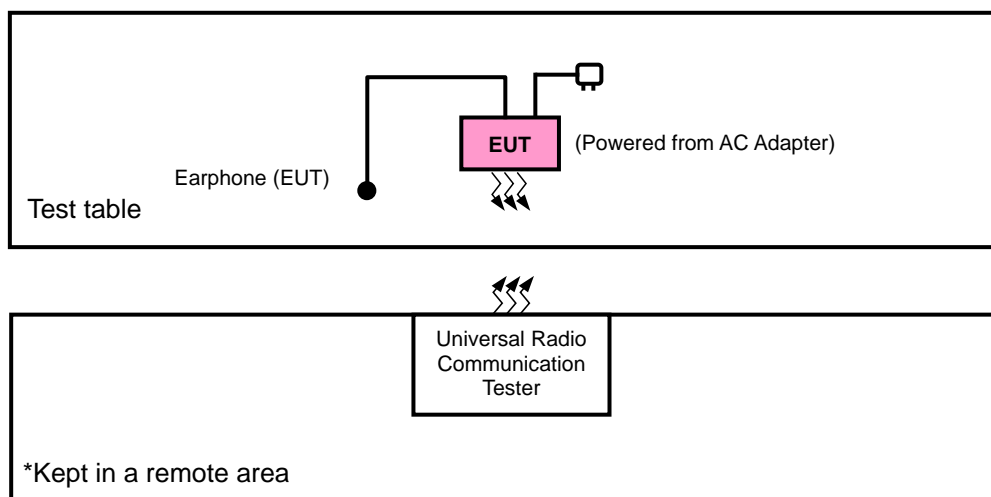 EUT
(Powered from AC Adapter)
Earphone (EUT)
Test table
Universal Radio
Communication
Tester
*Kept in a remote area